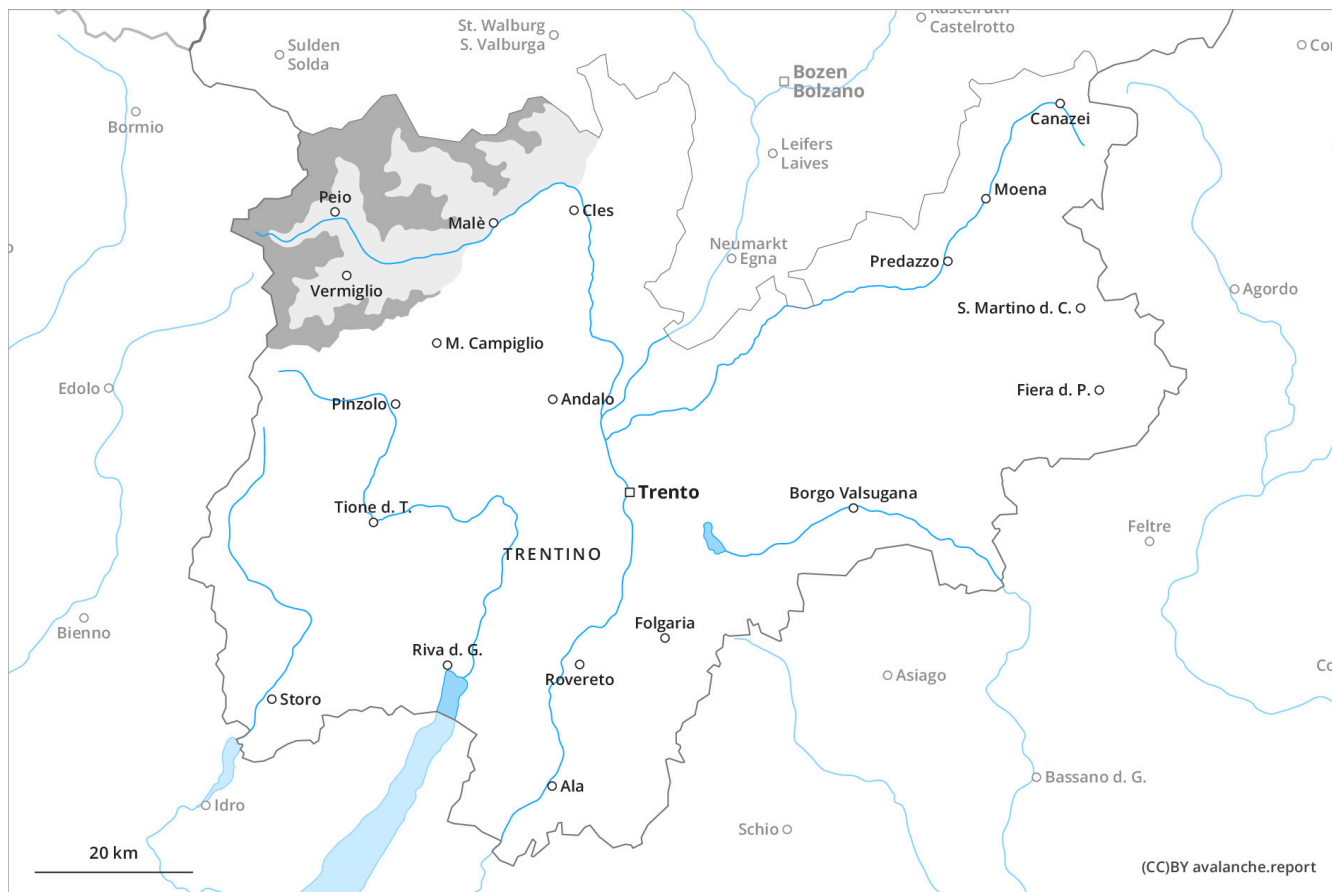 Kastelruth
Castelrotto
St. Walburg
S. Valburga
Sulden
Solda
Bozen
Bolzano
Bormio
Canazei
Leifers
Laives
Moena
Peio
Malè
Cles
Neumarkt
Egna
Predazzo
Vermiglio
Agordo
S. Martino d. C.
M. Campiglio
Edolo
Pinzolo
Andalo
Fiera d. P.
Trento
Borgo Valsugana
Tione d. T.
Feltre
TRENTINO
Bienno
Folgaria
Riva d. G.
Rovereto
Asiago
Storo
Ala
Bassano d. G.
Idro
Schio
20 km
(CC)BY avalanche.report